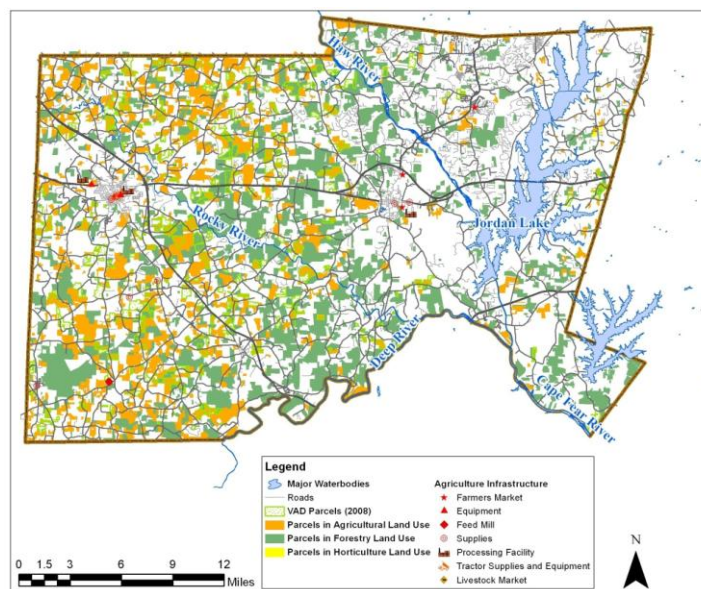 Haw River
Rocky River
Jordan Lake
Deep River
Cape Fear River
Legend
Major Waterbodies
Roads
VAD Parcels (2008)
Parcels in Agricultural Land Use
Parcels in Forestry Land Use
Parcels in Horticulture Land Use
Agriculture Infrastructure
Farmers Market
Equipment
Feed Mill
Supplies
Processing Facility
Tractor Supplies and Equipment
Livestock Market
0 1.5 3 6 9 12
Miles
N